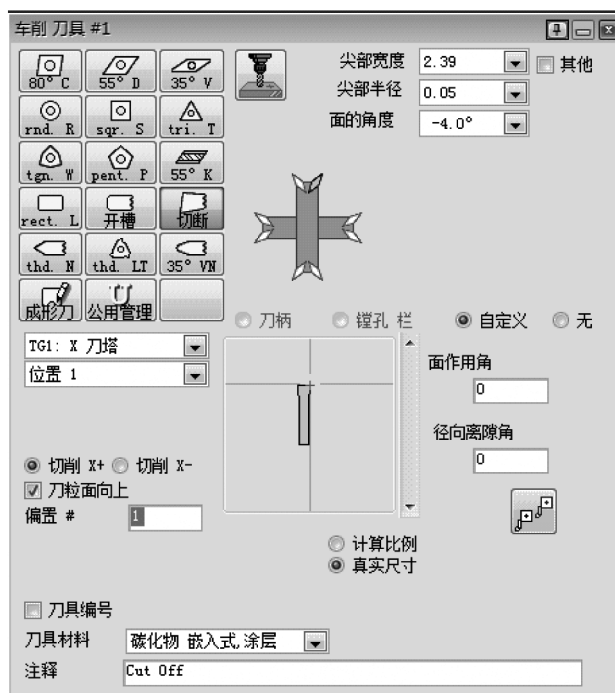 车削 刀具 #1
80° C
55° D
35° V
尖部宽度 2.39
其他
尖部半径 0.05
面的角度 -4.0°
rnd. R
sqr. S
tri. T
tgn. W
pent. P
55° K
rect. L
开槽
切断
thd. N
thd. LT
35° VN
成形刀
公用管理
刀柄
镗孔 栏
自定义
无
TG1: X 刀塔
位置 1
面作用角
0
径向离隙角
0
切削 X+
切削 X-
刀粒面向上
偏置 # 1
计算比例
真实尺寸
刀具编号
刀具材料 碳化物 嵌入式,涂层
注释 Cut Off